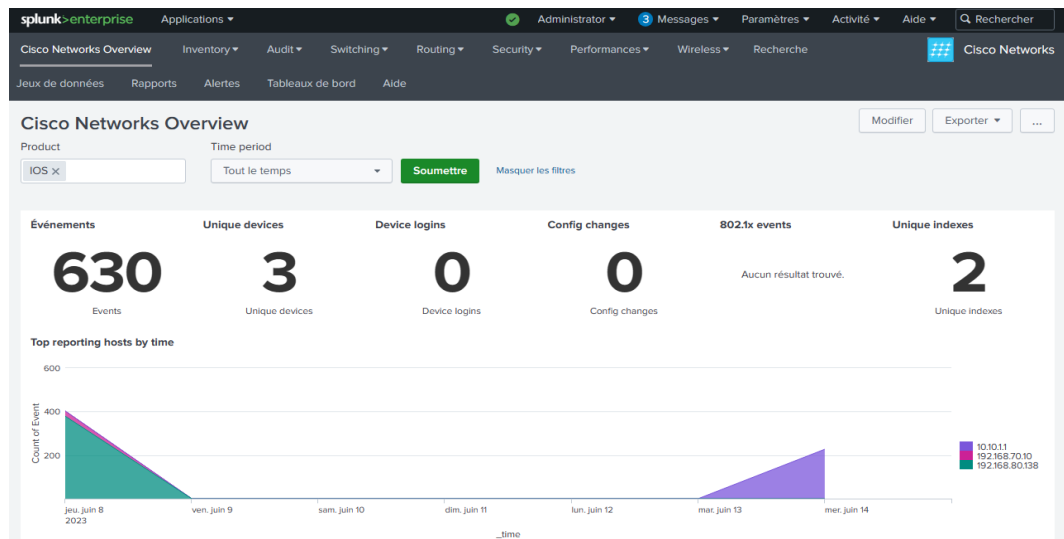 splunk>enterprise Applications ▾ Administrator ▾ 3 Messages ▾ Paramètres ▾ Activité ▾ Aide ▾ Rechercher
Cisco Networks Overview Inventory ▾ Audit ▾ Switching ▾ Routing ▾ Security ▾ Performances ▾ Wireless ▾ Recherche Cisco Networks
Jeux de données Rapports Alertes Tableaux de bord Aide
Cisco Networks Overview Modifier Exporter ▾ ...
Product Time period
IOS × Tout le temps Soumettre Masquer les filtres
Événements Unique devices Device logins Config changes 802.1x events Unique indexes
630 3 0 0 Aucun résultat trouvé. 2
Events Unique devices Device logins Config changes Unique indexes
Top reporting hosts by time
600
400
200
Count of Event
10.10.1.1
192.168.70.10
192.168.80.138
jeu. juin 8 ven. juin 9 sam. juin 10 dim. juin 11 lun. juin 12 mar. juin 13 mer. juin 14
2023
_time